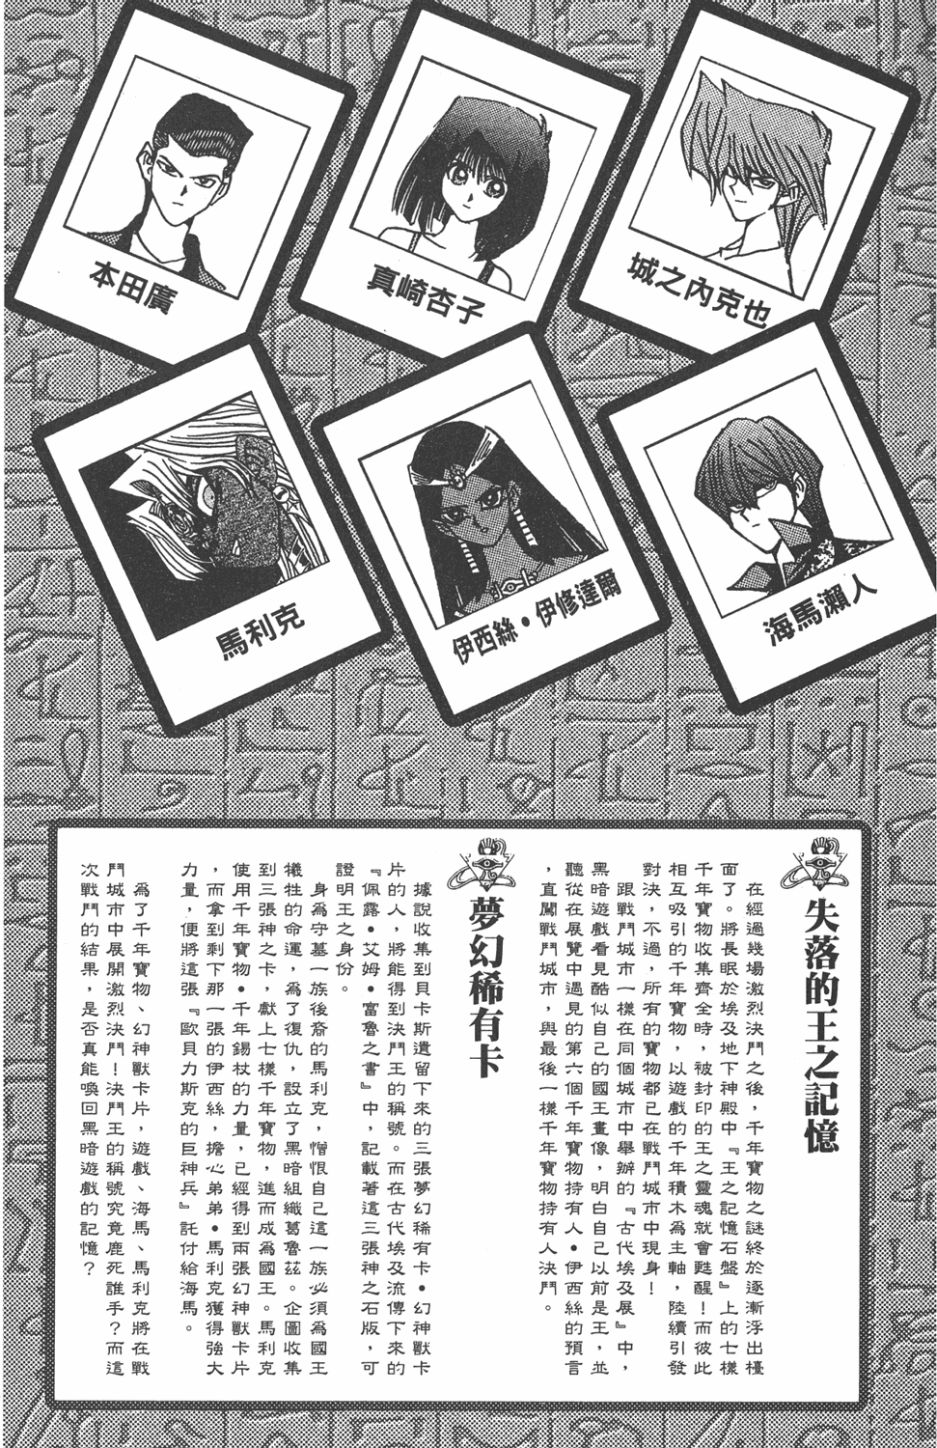 城之內克也
真崎杏子
本田廣
海馬瀨人
伊西絲•伊修達爾
馬利克
失落的王之記憶
在經過幾場激烈決鬥之後，千年寶物之謎終於逐漸浮出檯
面了。將長眠於埃及地下神殿中『王之記憶石盤』上的七樣
千年寶物收集齊全時，被封印的王之靈魂就會甦醒！而彼此
相互吸引的千年寶物，以遊戲的千年積木為主軸，陸續引發
對決，不過，所有的寶物都已在戰鬥城市中現身！
跟戰鬥城市一樣在同個城市中舉辦的『古代埃及展』中，
黑暗遊戲看見酷似自己的國王畫像，明白自己以前是王，並
聽從在展覽中遇見的第六個千年寶物持有人•伊西絲的預言
，直闖戰鬥城市，與最後一樣千年寶物持有人決鬥。
夢幻稀有卡
據說收集到貝卡斯遺留下來的三張夢幻稀有卡•幻神獸卡
片的人，將能得到決鬥王的稱號。而在古代埃及流傳下來的
『佩露•艾姆•富魯之書』中，記載著這三張神之石版，可
證明王之身份。
身為守墓一族後裔的馬利克，憎恨自己這一族必須為國王
犧牲的命運，為了復仇，設立了黑暗組織葛魯茲。企圖收集
到三張神之卡，獻上七樣千年寶物，進而成為國王。馬利克
使用千年寶物•千年錫杖的力量，已經得到兩張幻神獸卡片
，而拿到剩下那一張的伊西絲，擔心弟弟•馬利克獲得強大
力量，便將這張『歐貝力斯克的巨神兵』託付給海馬。
為了千年寶物、幻神獸卡片，遊戲、海馬、馬利克將在戰
鬥城市中展開激烈決鬥！決鬥王的稱號究竟鹿死誰手？而這
次戰鬥的結果，是否真能喚回黑暗遊戲的記憶？